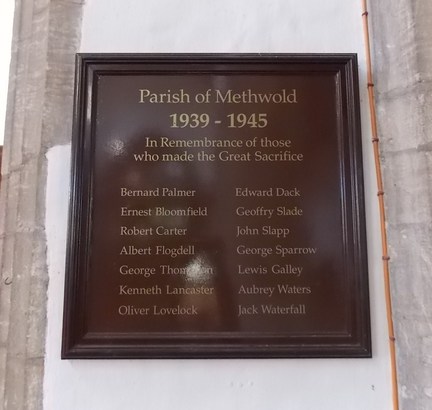 Parish of Methwold
1939 - 1945
In Remembrance of those
who made the Great Sacrifice
Bernard Palmer
Ernest Bloomfield
Robert Carter
Albert Flogdell
George
Kenneth Lancaster
Oliver Lovelock
Edward Dack
Geoffry Slade
John Slapp
George Sparrow
Lewis Galley
Aubrey Waters
Jack Waterfall